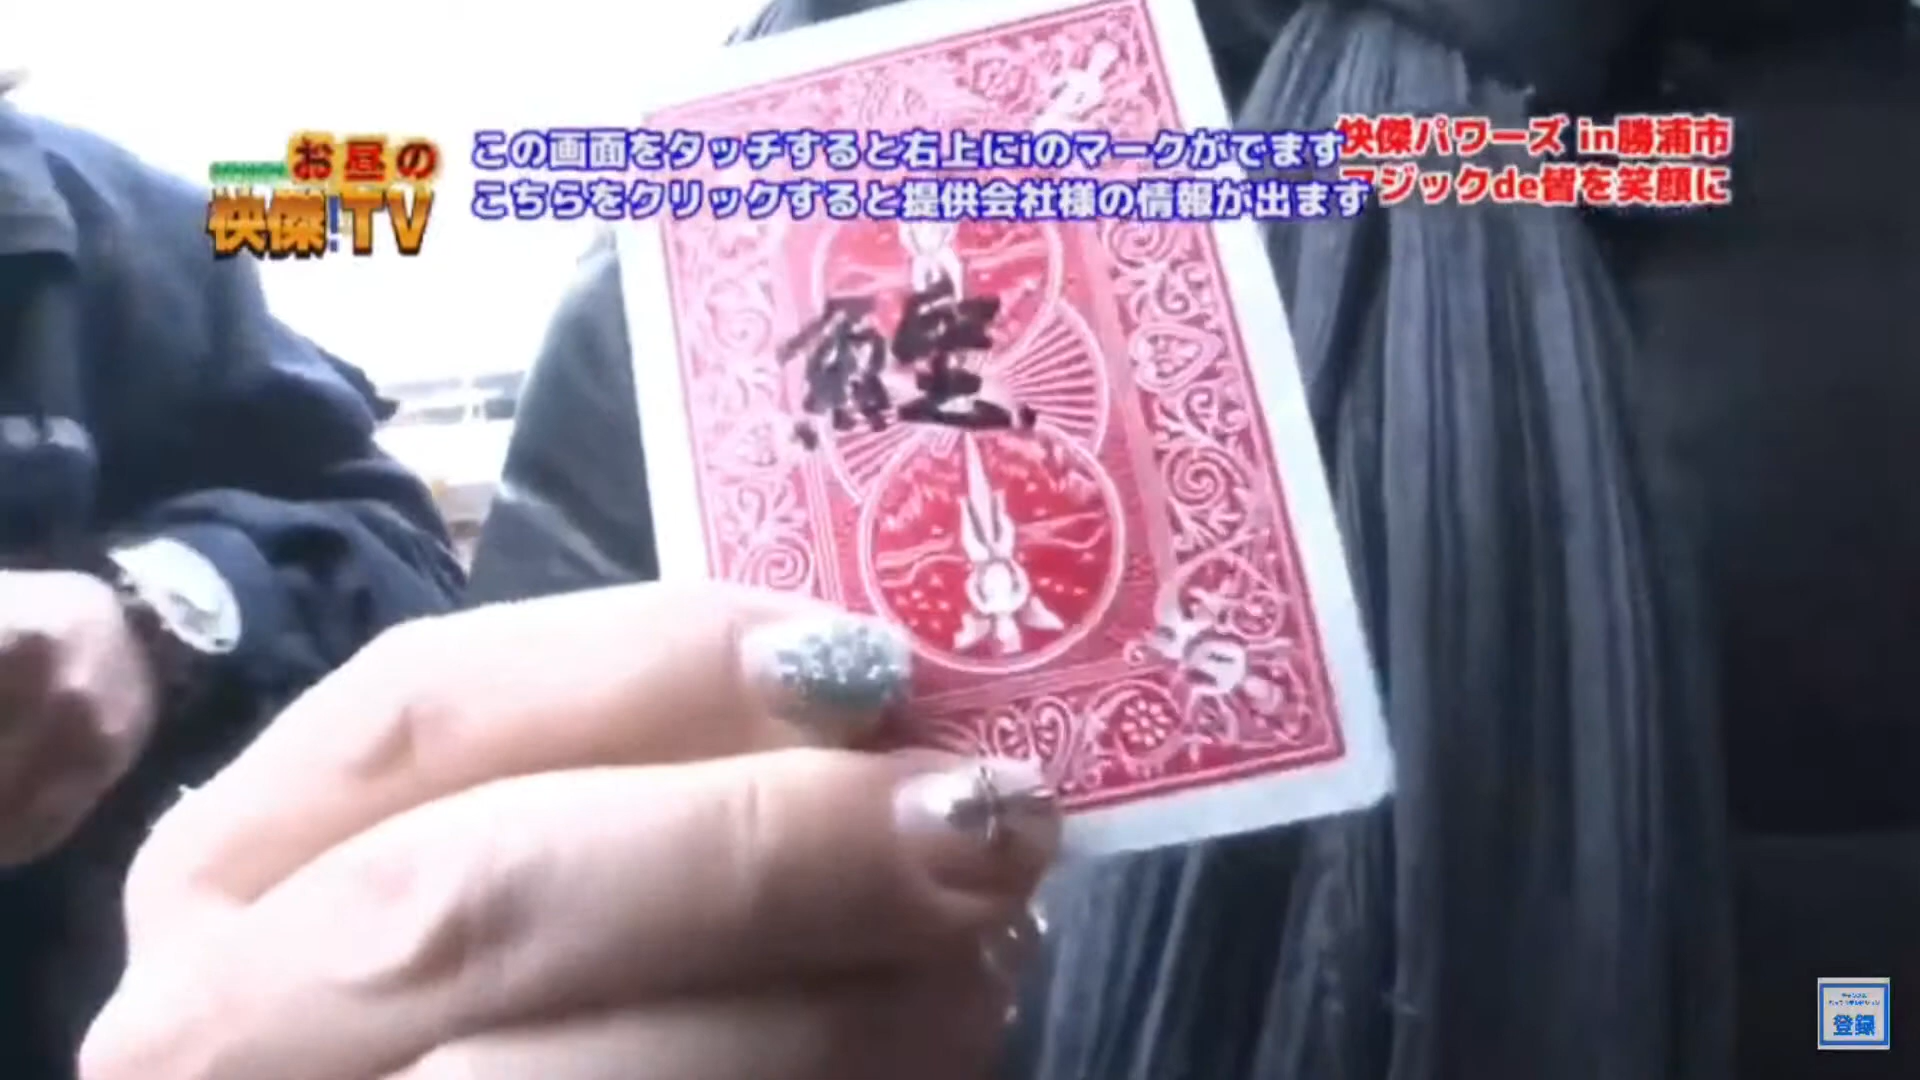 お昼の
快傑!TV
この画面をタッチすると右上にiのマークがでます
こちらをクリックすると提供会社様の情報が出ます
快傑パワーズ in勝浦市
マジックde皆を笑顔に
鰹
登録